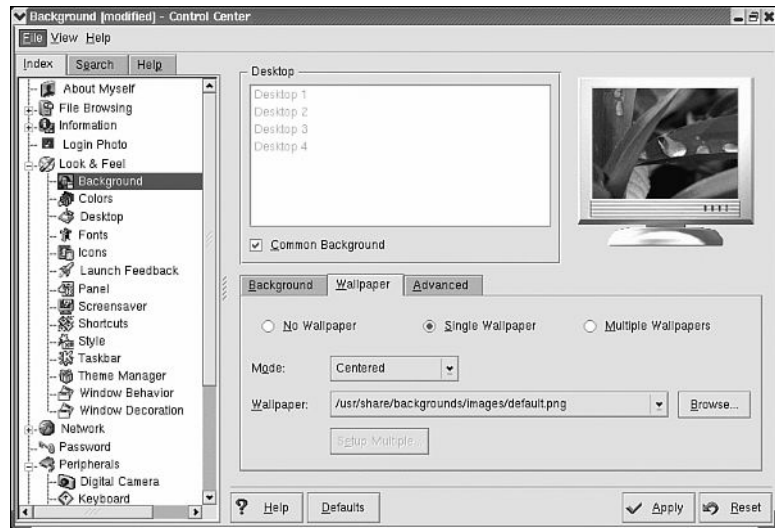 Background [modified] - Control Center
File View Help
Index Search Help
About Myself
File Browsing
Information
Login Photo
Look & Feel
Background
Colors
Desktop
Fonts
Icons
Launch Feedback
Panel
Screensaver
Shortcuts
Style
Taskbar
Theme Manager
Window Behavior
Window Decoration
Network
Password
Peripherals
Digital Camera
Keyboard
Desktop
Desktop 1
Desktop 2
Desktop 3
Desktop 4
Common Background
Background Wallpaper Advanced
No Wallpaper Single Wallpaper Multiple Wallpapers
Mode: Centered
Wallpaper: /usr/share/backgrounds/images/default.png Browse...
Setup Multiple...
? Help Defaults Apply Reset